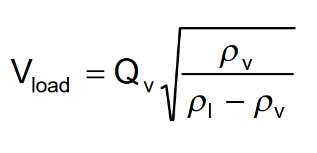 V_load = Q_v √(ρ_v / (ρ_l − ρ_v))